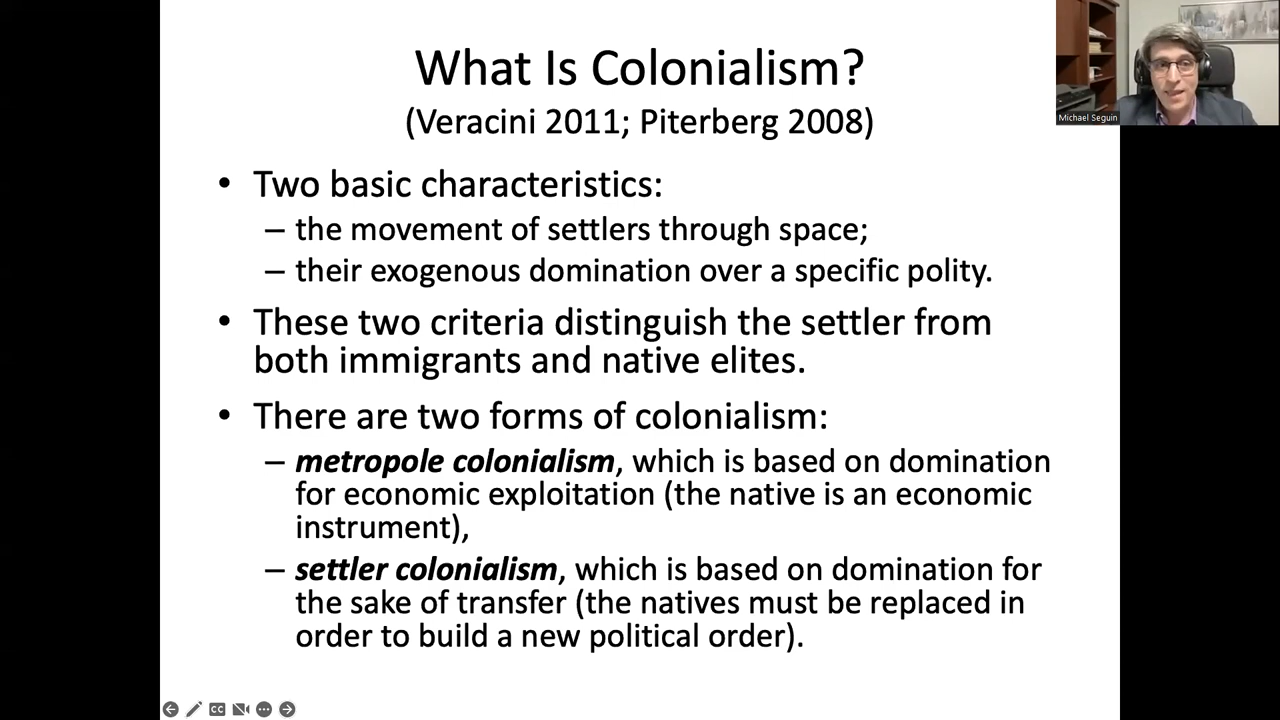 What Is Colonialism?
(Veracini 2011; Piterberg 2008)
Michael Seguin
• Two basic characteristics:
– the movement of settlers through space;
– their exogenous domination over a specific polity.
• These two criteria distinguish the settler from
both immigrants and native elites.
• There are two forms of colonialism:
– metropole colonialism, which is based on domination
for economic exploitation (the native is an economic
instrument),
– settler colonialism, which is based on domination for
the sake of transfer (the natives must be replaced in
order to build a new political order).
CC